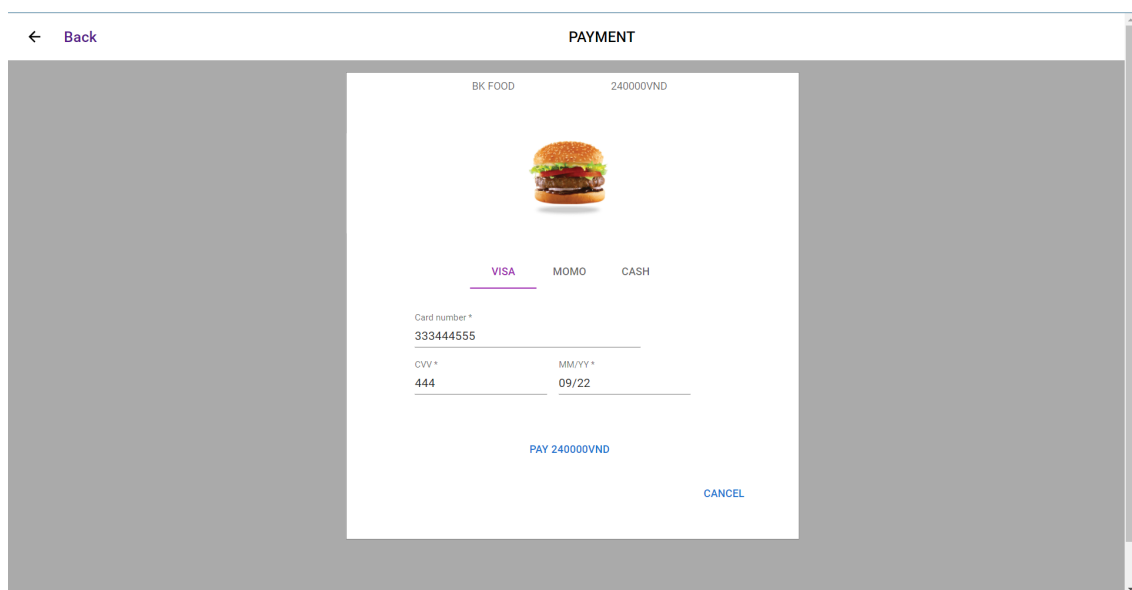 Back PAYMENT
BK FOOD 240000VND
VISA MOMO CASH
Card number *
333444555
CVV * MM/YY *
444 09/22
PAY 240000VND
CANCEL